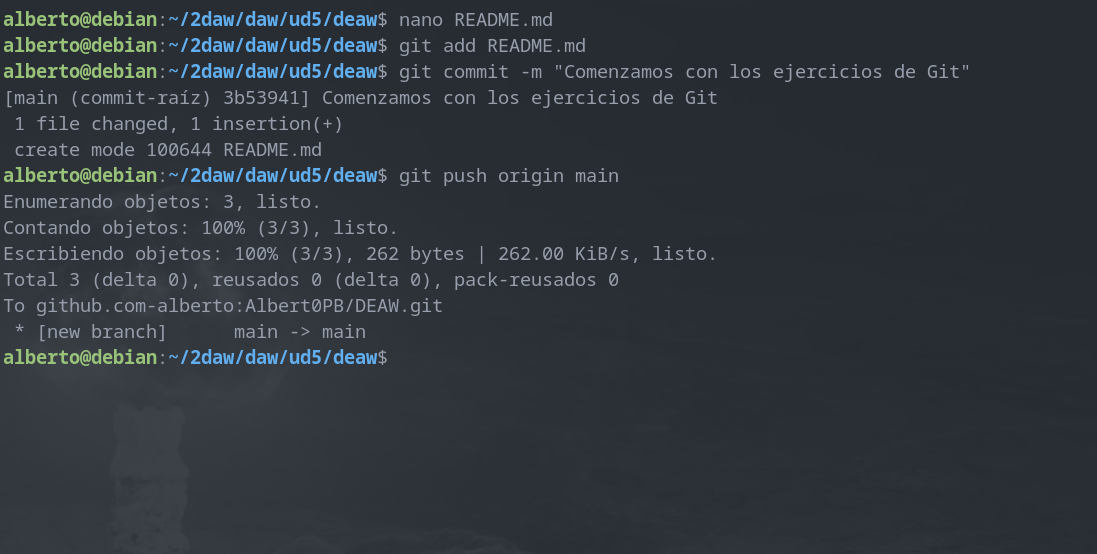 alberto@debian:~/2daw/daw/ud5/deaw$ nano README.md
alberto@debian:~/2daw/daw/ud5/deaw$ git add README.md
alberto@debian:~/2daw/daw/ud5/deaw$ git commit -m "Comenzamos con los ejercicios de Git"
[main (commit-raíz) 3b53941] Comenzamos con los ejercicios de Git
 1 file changed, 1 insertion(+)
 create mode 100644 README.md
alberto@debian:~/2daw/daw/ud5/deaw$ git push origin main
Enumerando objetos: 3, listo.
Contando objetos: 100% (3/3), listo.
Escribiendo objetos: 100% (3/3), 262 bytes | 262.00 KiB/s, listo.
Total 3 (delta 0), reusados 0 (delta 0), pack-reusados 0
To github.com-alberto:Albert0PB/DEAW.git
 * [new branch]      main -> main
alberto@debian:~/2daw/daw/ud5/deaw$